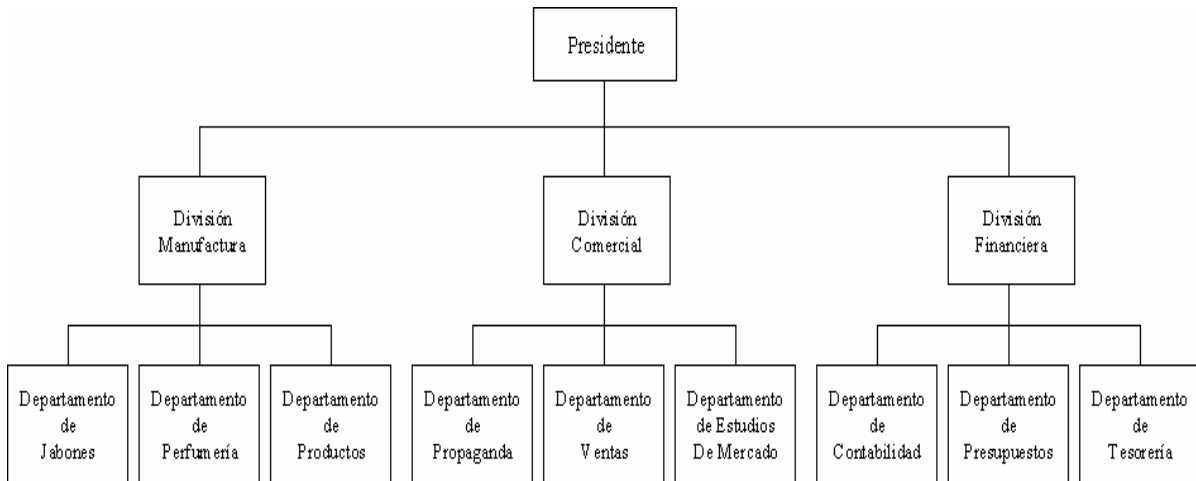 Presidente
División
Manufactura
División
Comercial
División
Financiera
Departamento
de
Jabones
Departamento
de
Perfumería
Departamento
de
Productos
Departamento
de
Propaganda
Departamento
de
Ventas
Departamento
de Estudios
De Mercado
Departamento
de
Contabilidad
Departamento
de
Presupuestos
Departamento
de
Tesorería